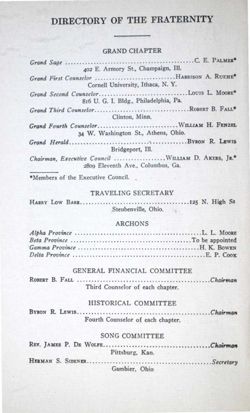 DIRECTORY OF THE FRATERNITY
GRAND CHAPTER
Grand Sage ........ C. E. PALMER*
402 E. Armory St., Champaign, Ill.
Grand First Counselor ........ HARRISON A. RUEHE*
Cornell University, Ithaca, N. Y.
Grand Second Counselor ........ LOUIS L. MOORE*
816 U. G. I. Bldg., Philadelphia, Pa.
Grand Third Counselor ........ ROBERT B. FALL*
Clinton, Minn.
Grand Fourth Counselor ........ WILLIAM H. FENZEL
34 W. Washington St., Athens, Ohio.
Grand Herald ........ BYRON R. LEWIS
Bridgeport, Ill.
Chairman, Executive Council ........ WILLIAM D. AKERS, JR.*
2809 Eleventh Ave., Columbus, Ga.
*Members of the Executive Council.
TRAVELING SECRETARY
HARRY LOW ........ 125 N. High St
Steubenville, Ohio.
ARCHONS
Alpha Province ........ L. L. MOORE
Beta Province ........ To be appointed
Gamma Province ........ H. K. BOWEN
Delta Province ........ E. P. COOK
GENERAL FINANCIAL COMMITTEE
ROBERT B. FALL ........ Chairman
Third Counselor of each chapter.
HISTORICAL COMMITTEE
BYRON R. LEWIS ........ Chairman
Fourth Counselor of each chapter.
SONG COMMITTEE
REV. JAMES P. DE WOLFE ........ Chairman
Pittsburg, Kan.
HERMAN S. ........ Secretary
Gambier, Ohio